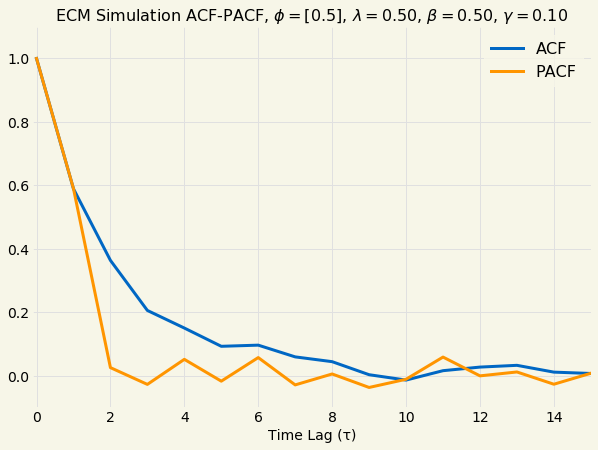 ECM Simulation ACF-PACF, ϕ = [0.5], λ = 0.50, β = 0.50, γ = 0.10
ACF
PACF
1.0
0.8
0.6
0.4
0.2
0.0
0 2 4 6 8 10 12 14
Time Lag (τ)